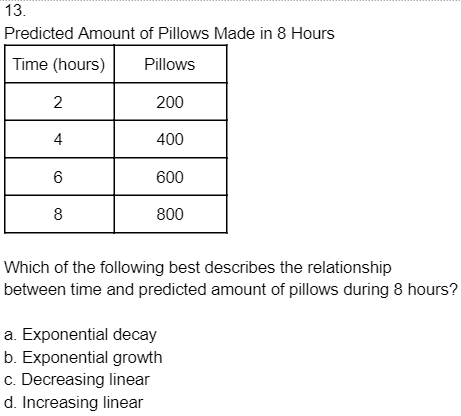 13.
Predicted Amount of Pillows Made in 8 Hours
Time (hours) Pillows
2 200
4 400
6 600
8 800
Which of the following best describes the relationship
between time and predicted amount of pillows during 8 hours?
a. Exponential decay
b. Exponential growth
c. Decreasing linear
d. Increasing linear